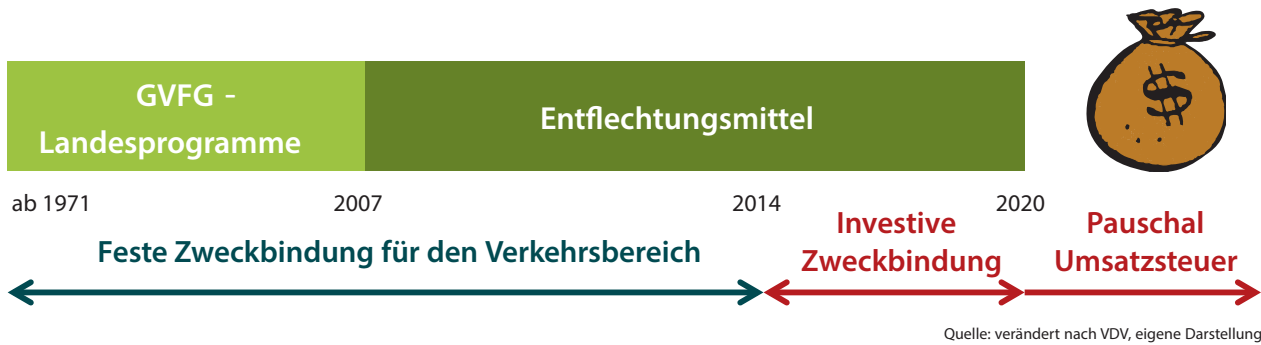 GVFG -
Landesprogramme
Entflechtungsmittel
$
ab 1971
2007
2014
2020
Feste Zweckbindung für den Verkehrsbereich
Investive
Zweckbindung
Pauschal
Umsatzsteuer
Quelle: verändert nach VDV, eigene Darstellung